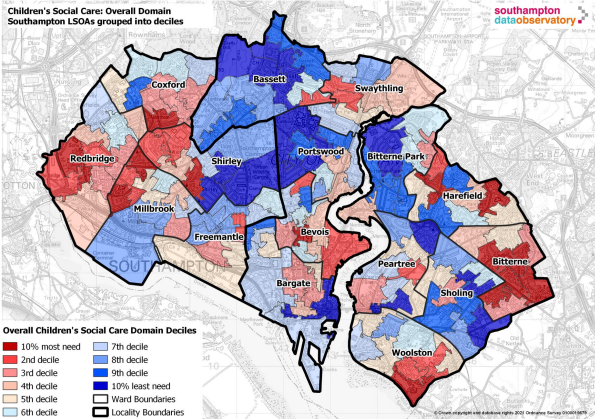 Children's Social Care: Overall Domain
Southampton LSOAs grouped into deciles
southampton
dataobservatory
Coxford
Bassett
Swaythling
Redbridge
Shirley
Portswood
Bitterne Park
Harefield
Millbrook
Freemantle
Bevois
SOUTHAMPTON
Peartree
Bitterne
Bargate
Sholing
Woolston
Overall Children's Social Care Domain Deciles
10% most need
2nd decile
3rd decile
4th decile
5th decile
6th decile
7th decile
8th decile
9th decile
10% least need
Ward Boundaries
Locality Boundaries